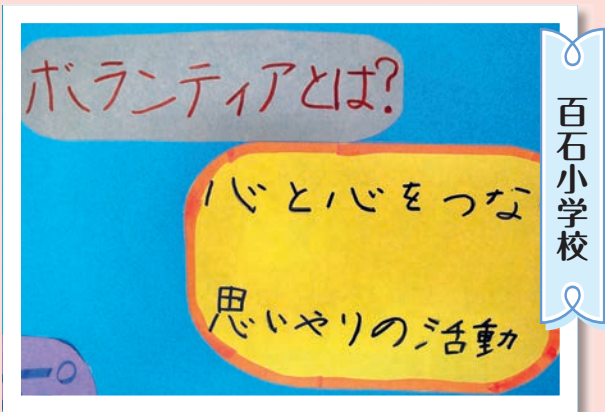 ボランティアとは?
心と心をつな
思いやりの活動
百石小学校